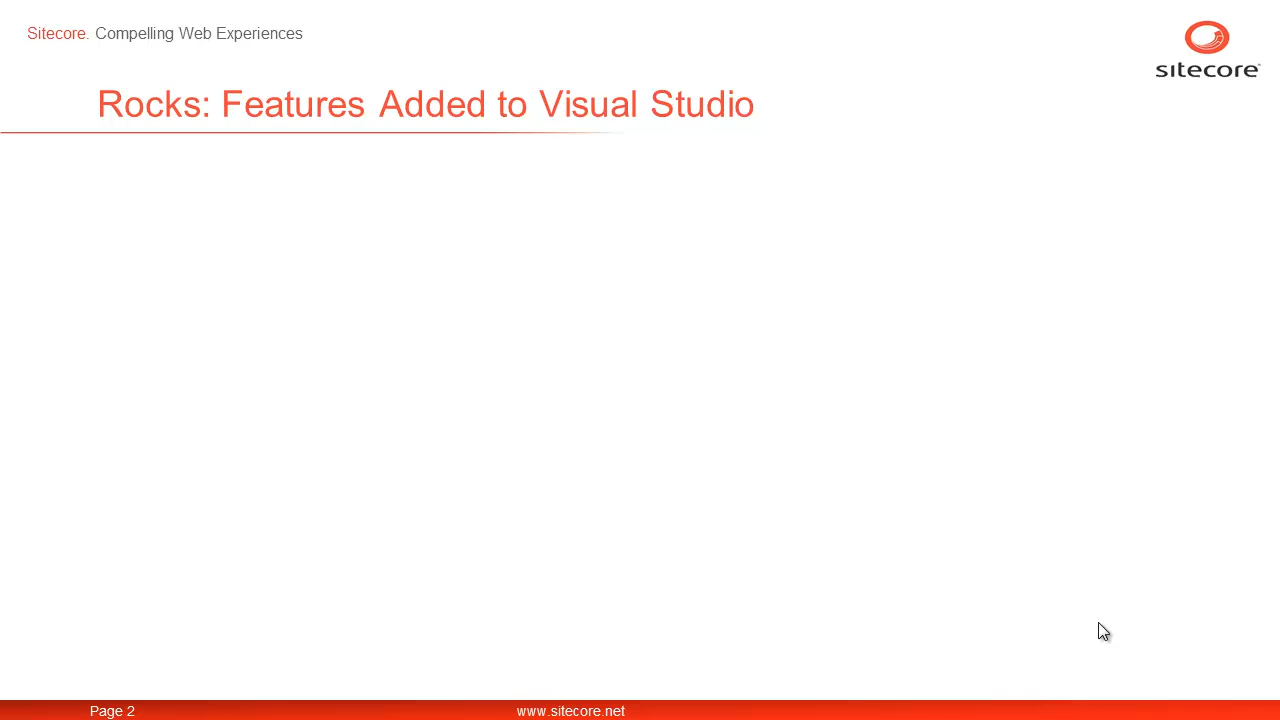 Sitecore. Compelling Web Experiences
sitecore
Rocks: Features Added to Visual Studio
Page 2
www.sitecore.net